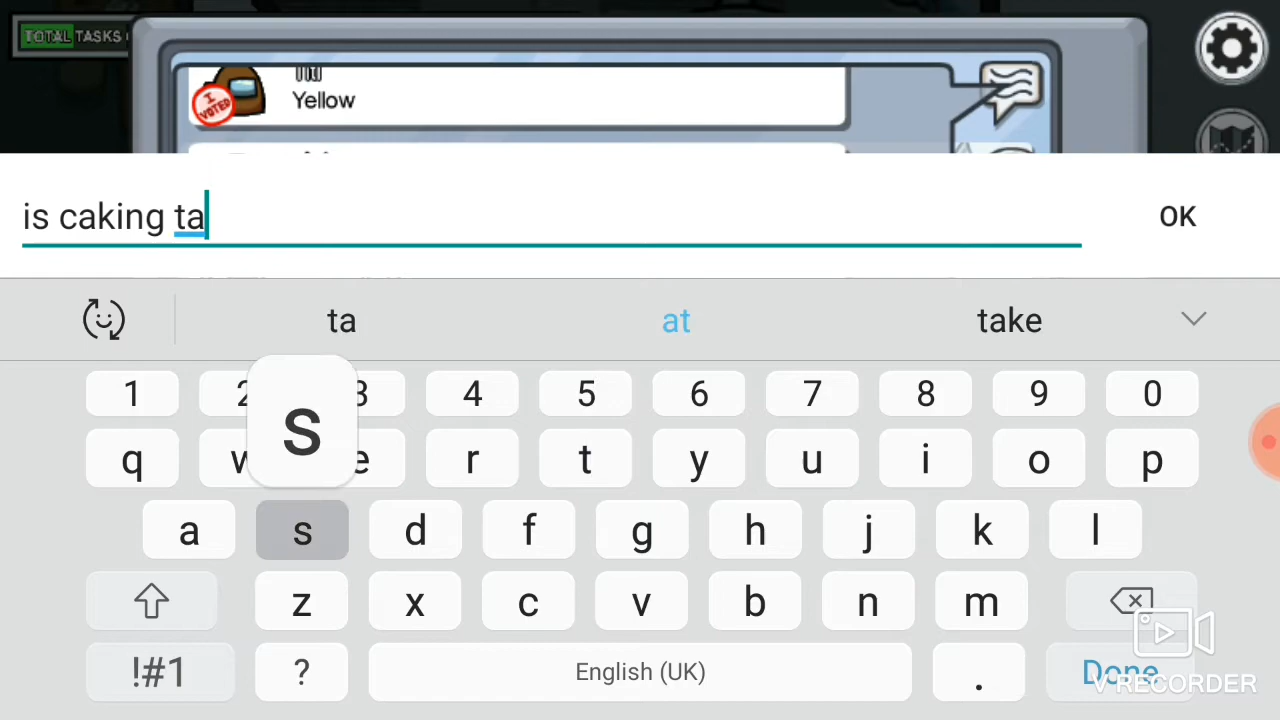 TOTAL TASKS
Yellow
I VOTED
is caking ta
OK
ta at take
1 2 3 4 5 6 7 8 9 0
s
q w e r t y u i o p
a s d f g h j k l
z x c v b n m
!#1 ? English (UK) . Done
V RECORDER